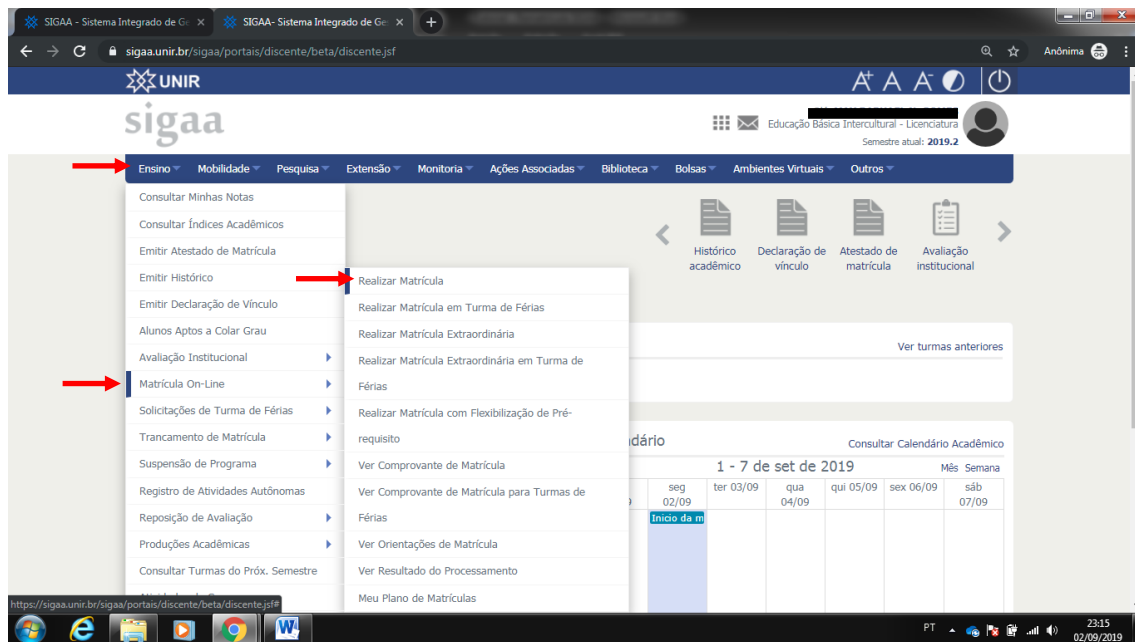 SIGAA - Sistema Integrado de Ge
SIGAA- Sistema Integrado de Ge
sigaa.unir.br/sigaa/portais/discente/beta/discente.jsf
Anônima
UNIR
A+ A A-
sigaa
Educação Básica Intercultural - Licenciatura
Semestre atual: 2019.2
Ensino Mobilidade Pesquisa Extensão Monitoria Ações Associadas Biblioteca Bolsas Ambientes Virtuais Outros
Consultar Minhas Notas
Consultar Índices Acadêmicos
Emitir Atestado de Matrícula
Emitir Histórico
Emitir Declaração de Vínculo
Alunos Aptos a Colar Grau
Avaliação Institucional
Matrícula On-Line
Solicitações de Turma de Férias
Trancamento de Matrícula
Suspensão de Programa
Registro de Atividades Autônomas
Reposição de Avaliação
Produções Acadêmicas
Consultar Turmas do Próx. Semestre
Realizar Matrícula
Realizar Matrícula em Turma de Férias
Realizar Matrícula Extraordinária
Realizar Matrícula Extraordinária em Turma de
Férias
Realizar Matrícula com Flexibilização de Pré-
requisito
Ver Comprovante de Matrícula
Ver Comprovante de Matrícula para Turmas de
Férias
Ver Orientações de Matrícula
Ver Resultado do Processamento
Meu Plano de Matrículas
Histórico
acadêmico
Declaração de
vínculo
Atestado de
matrícula
Avaliação
institucional
Ver turmas anteriores
dário
Consultar Calendário Acadêmico
1 - 7 de set de 2019
Mês Semana
seg
02/09
ter 03/09
qua
04/09
qui 05/09
sex 06/09
sáb
07/09
Inicio da m
https://sigaa.unir.br/sigaa/portais/discente/beta/discente.jsf#
PT
23:15
02/09/2019